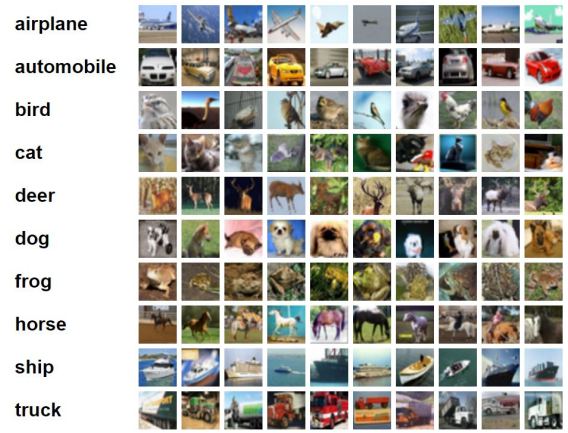 airplane
automobile
bird
cat
deer
dog
frog
horse
ship
truck